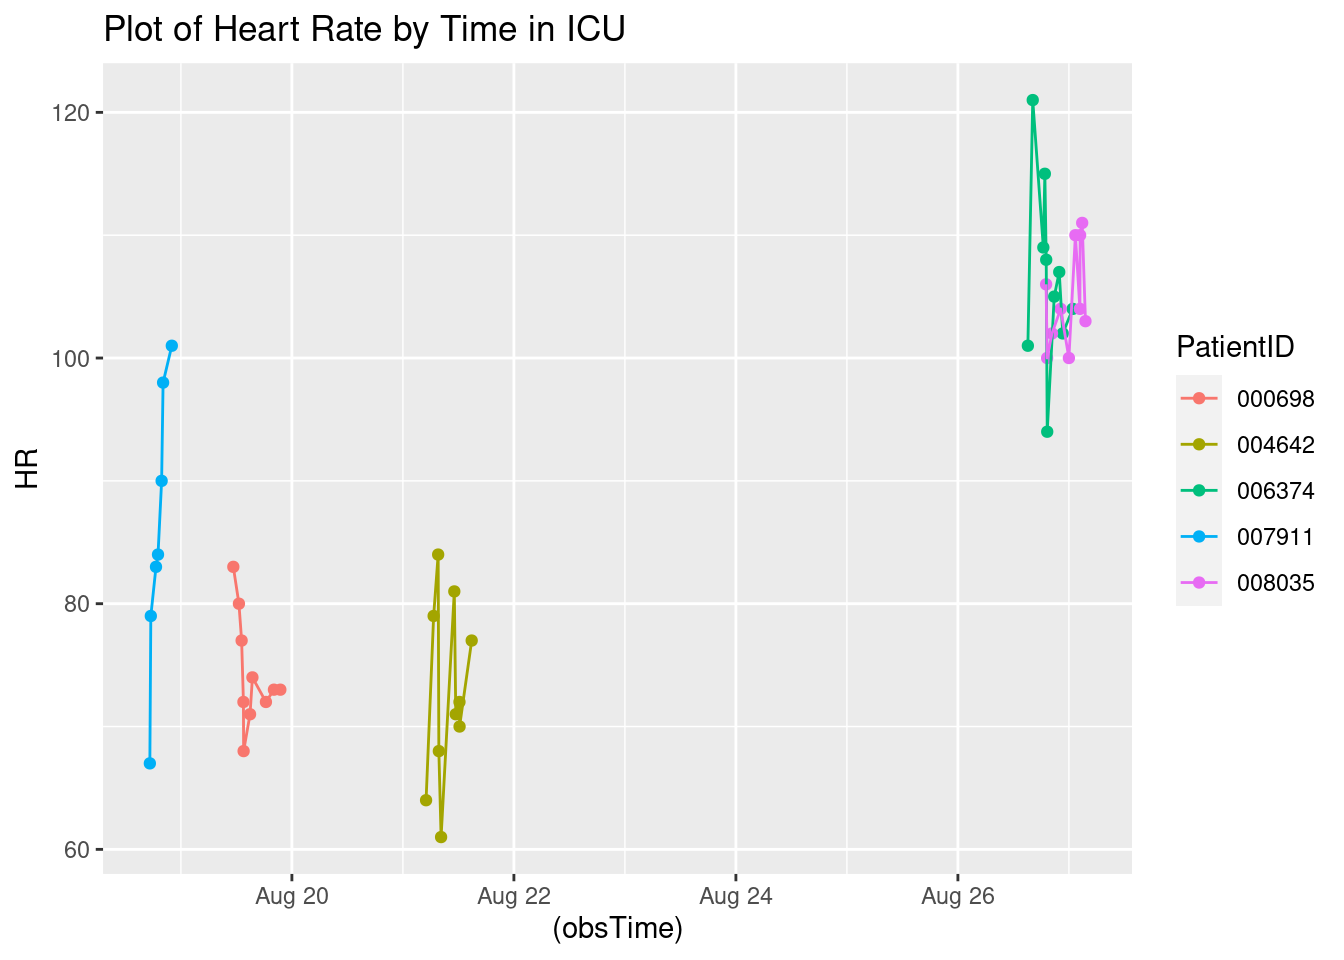 Plot of Heart Rate by Time in ICU
120
100
80
60
HR
Aug 20
Aug 22
Aug 24
Aug 26
(obsTime)
PatientID
000698
004642
006374
007911
008035